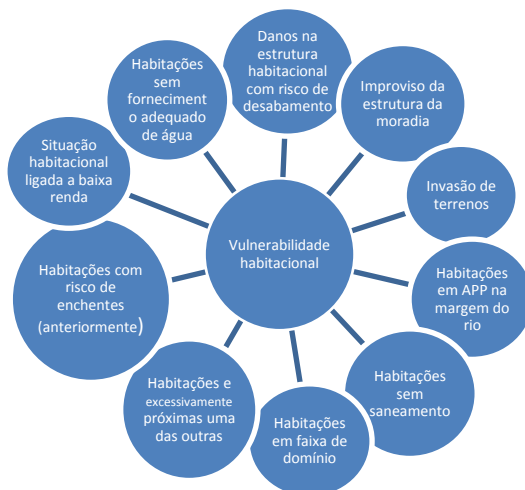 Danos na
estrutura
habitacional
com risco de
desabamento
Improviso da
estrutura da
moradia
Invasão de
terrenos
Habitações
em APP na
margem do
rio
Habitações
sem
saneamento
Habitações
em faixa de
domínio
Habitações e
excessivamente
próximas uma
das outras
Habitações com
risco de
enchentes
(anteriormente)
Situação
habitacional
ligada a baixa
renda
Habitações
sem
forneciment
o adequado
de água
Vulnerabilidade
habitacional